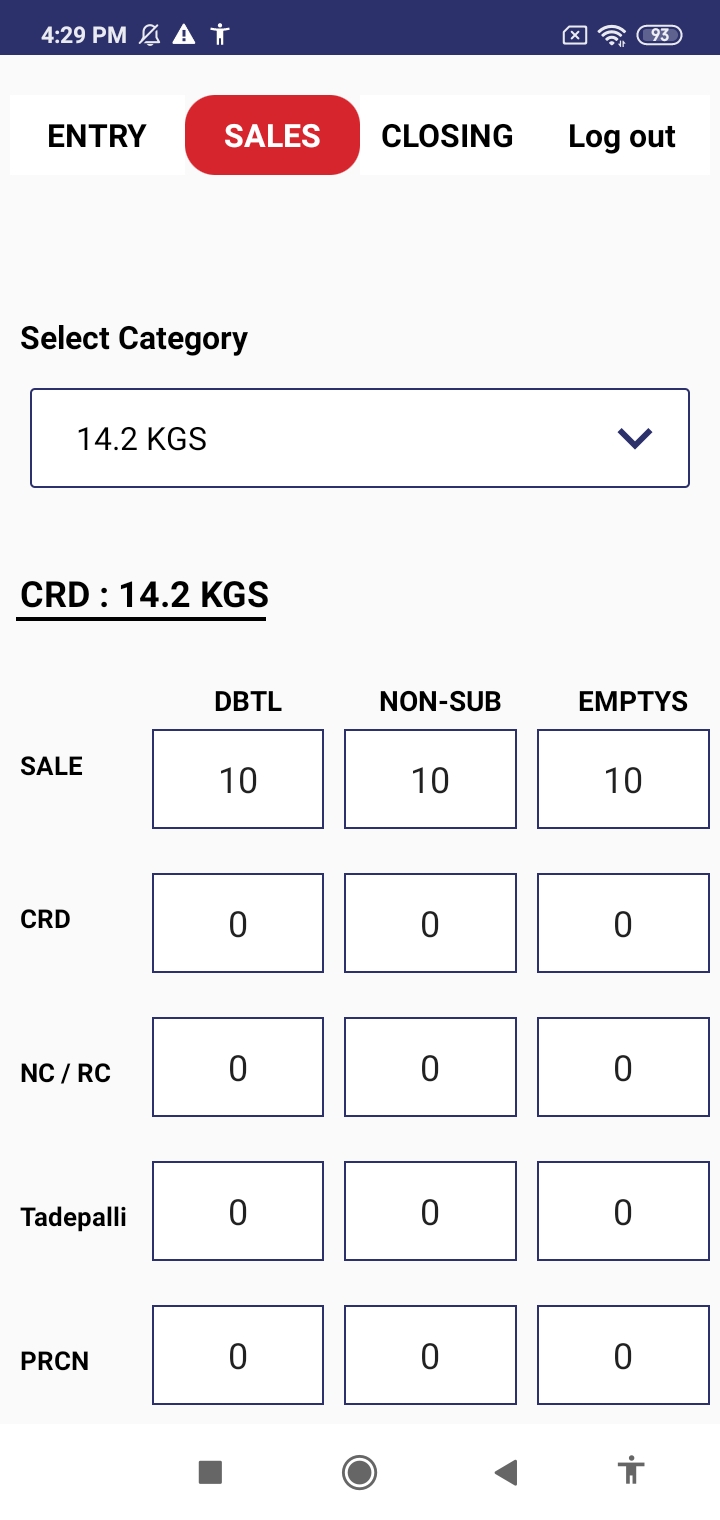 4:29 PM 93
ENTRY SALES CLOSING Log out
Select Category
14.2 KGS
CRD : 14.2 KGS
DBTL NON-SUB EMPTYS
SALE 10 10 10
CRD 0 0 0
NC / RC 0 0 0
Tadepalli 0 0 0
PRCN 0 0 0